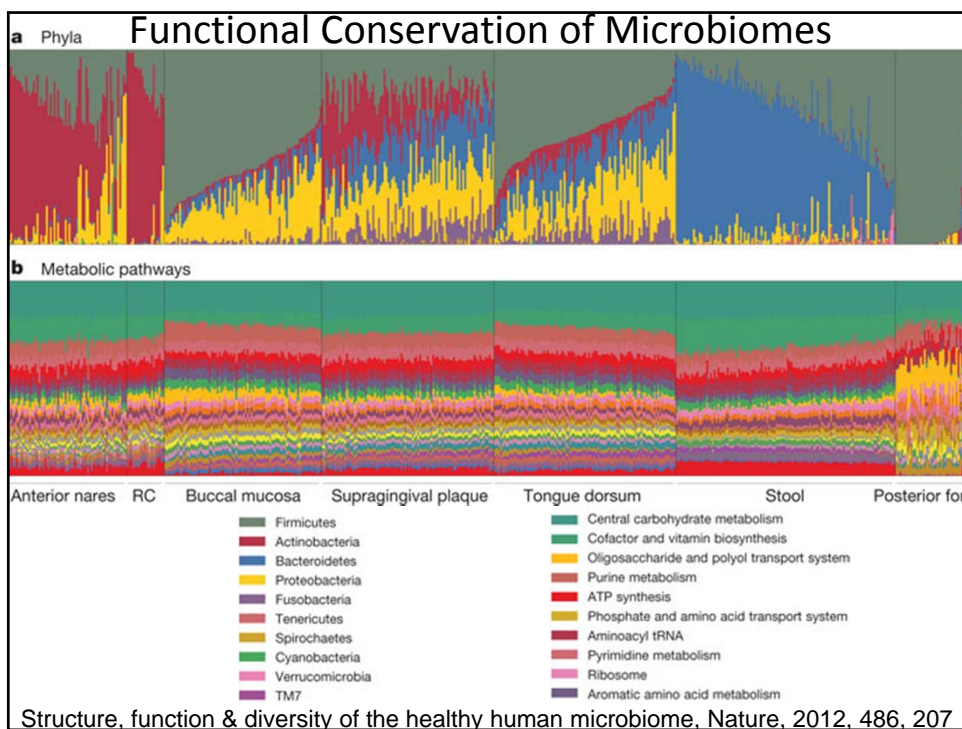 Functional Conservation of Microbiomes
a Phyla
b Metabolic pathways
Anterior nares RC Buccal mucosa Supragingival plaque Tongue dorsum Stool Posterior for
Firmicutes
Actinobacteria
Bacteroidetes
Proteobacteria
Fusobacteria
Tenericutes
Spirochaetes
Cyanobacteria
Verrucomicrobia
TM7
Central carbohydrate metabolism
Cofactor and vitamin biosynthesis
Oligosaccharide and polyol transport system
Purine metabolism
ATP synthesis
Phosphate and amino acid transport system
Aminoacyl tRNA
Pyrimidine metabolism
Ribosome
Aromatic amino acid metabolism
Structure, function & diversity of the healthy human microbiome, Nature, 2012, 486, 207